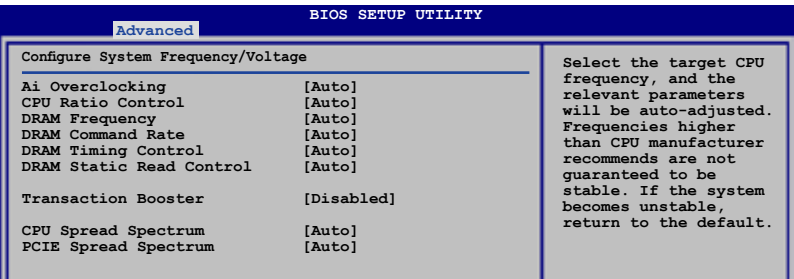 BIOS SETUP UTILITY
Advanced
Configure System Frequency/Voltage
Ai Overclocking [Auto]
CPU Ratio Control [Auto]
DRAM Frequency [Auto]
DRAM Command Rate [Auto]
DRAM Timing Control [Auto]
DRAM Static Read Control [Auto]
Transaction Booster [Disabled]
CPU Spread Spectrum [Auto]
PCIE Spread Spectrum [Auto]
Select the target CPU
frequency, and the
relevant parameters
will be auto-adjusted.
Frequencies higher
than CPU manufacturer
recommends are not
guaranteed to be
stable. If the system
becomes unstable,
return to the default.